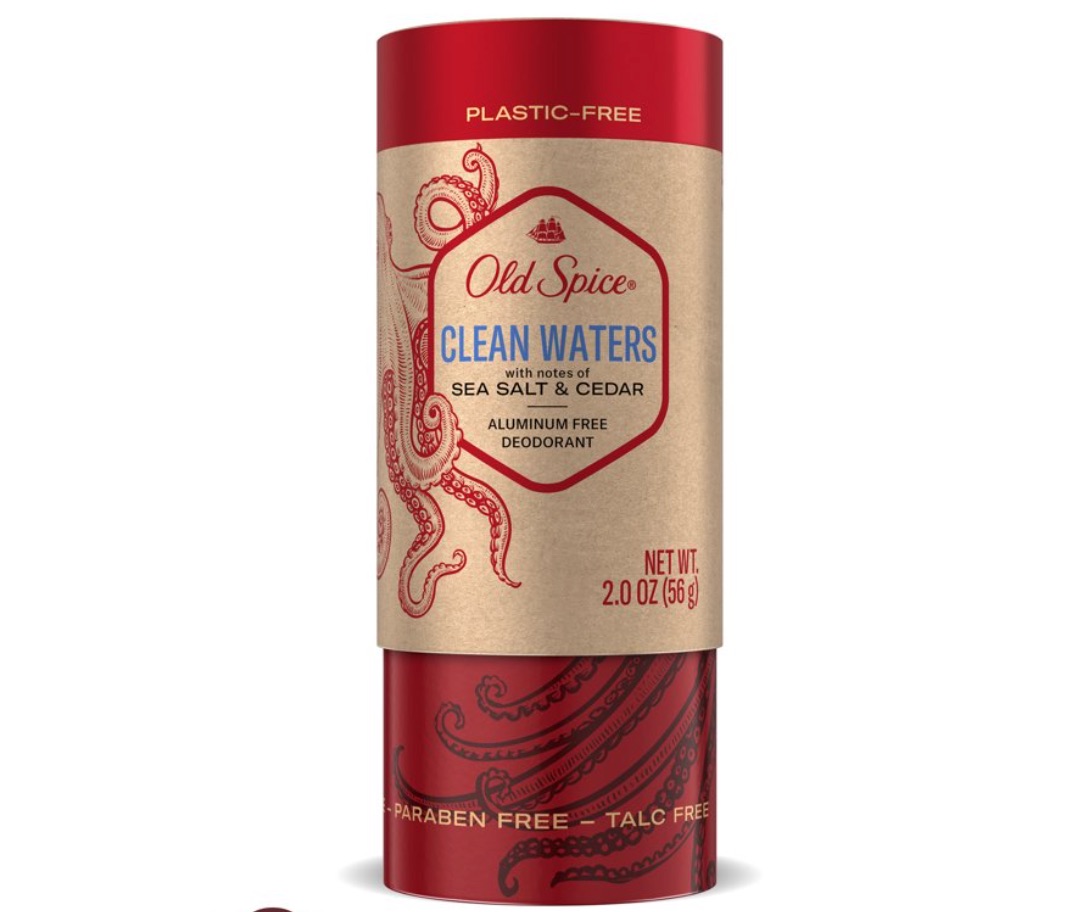 PLASTIC-FREE
Old Spice®
CLEAN WATERS
with notes of
SEA SALT & CEDAR
ALUMINUM FREE
DEODORANT
NET WT.
2.0 OZ (56 g)
- PARABEN FREE - TALC FREE